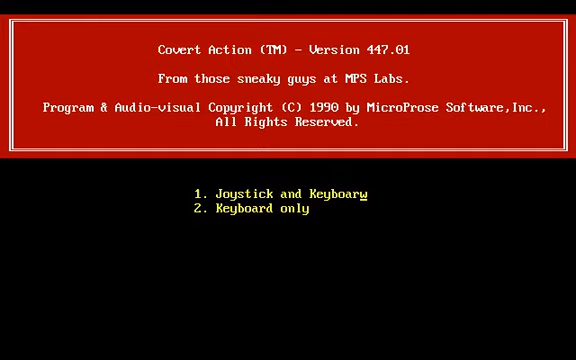 Covert Action (TM) - Version 447.01
From those sneaky guys at MPS Labs.
Program & Audio-visual Copyright (C) 1990 by MicroProse Software,Inc.,
All Rights Reserved.
1. Joystick and Keyboarw
2. Keyboard only